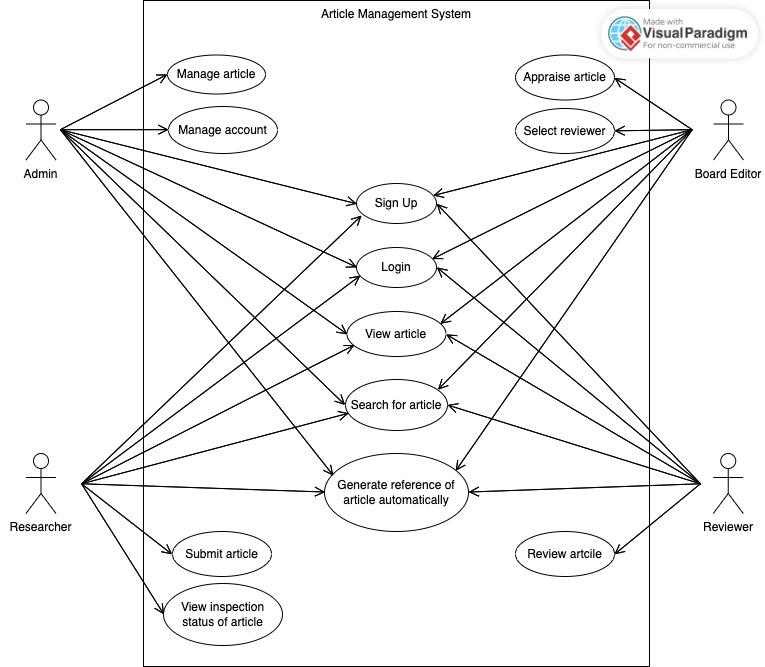 Article Management System
Made with
VisualParadigm
For non-commercial use
Manage article
Appraise article
Manage account
Select reviewer
Admin
Board Editor
Sign Up
Login
View article
Search for article
Generate reference of
article automatically
Researcher
Reviewer
Submit article
Review artcile
View inspection
status of article